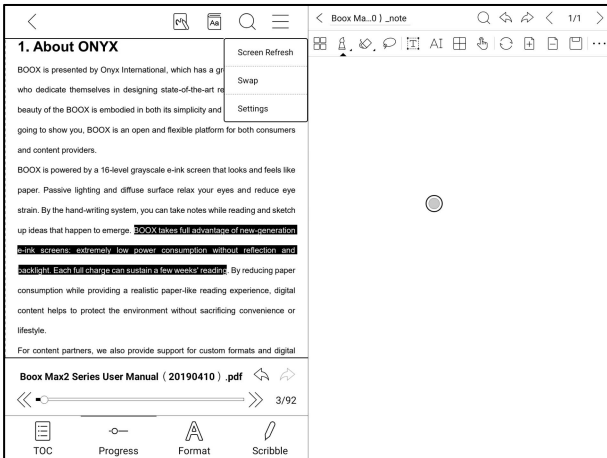 Aa
1. About ONYX
BOOX is presented by Onyx International, which has a gr
who dedicate themselves in designing state-of-the-art re
beauty of the BOOX is embodied in both its simplicity and
going to show you, BOOX is an open and flexible platform for both consumers
and content providers.
BOOX is powered by a 16-level grayscale e-ink screen that looks and feels like
paper. Passive lighting and diffuse surface relax your eyes and reduce eye
strain. By the hand-writing system, you can take notes while reading and sketch
up ideas that happen to emerge. BOOX takes full advantage of new-generation
e-ink screens: extremely low power consumption without reflection and
backlight. Each full charge can sustain a few weeks' reading. By reducing paper
consumption while providing a realistic paper-like reading experience, digital
content helps to protect the environment without sacrificing convenience or
lifestyle.
For content partners, we also provide support for custom formats and digital
Screen Refresh
Swap
Settings
Boox Max2 Series User Manual（20190410）.pdf
3/92
TOC
Progress
Format
Scribble
Boox Ma...0 ) _note
1/1
T
AI